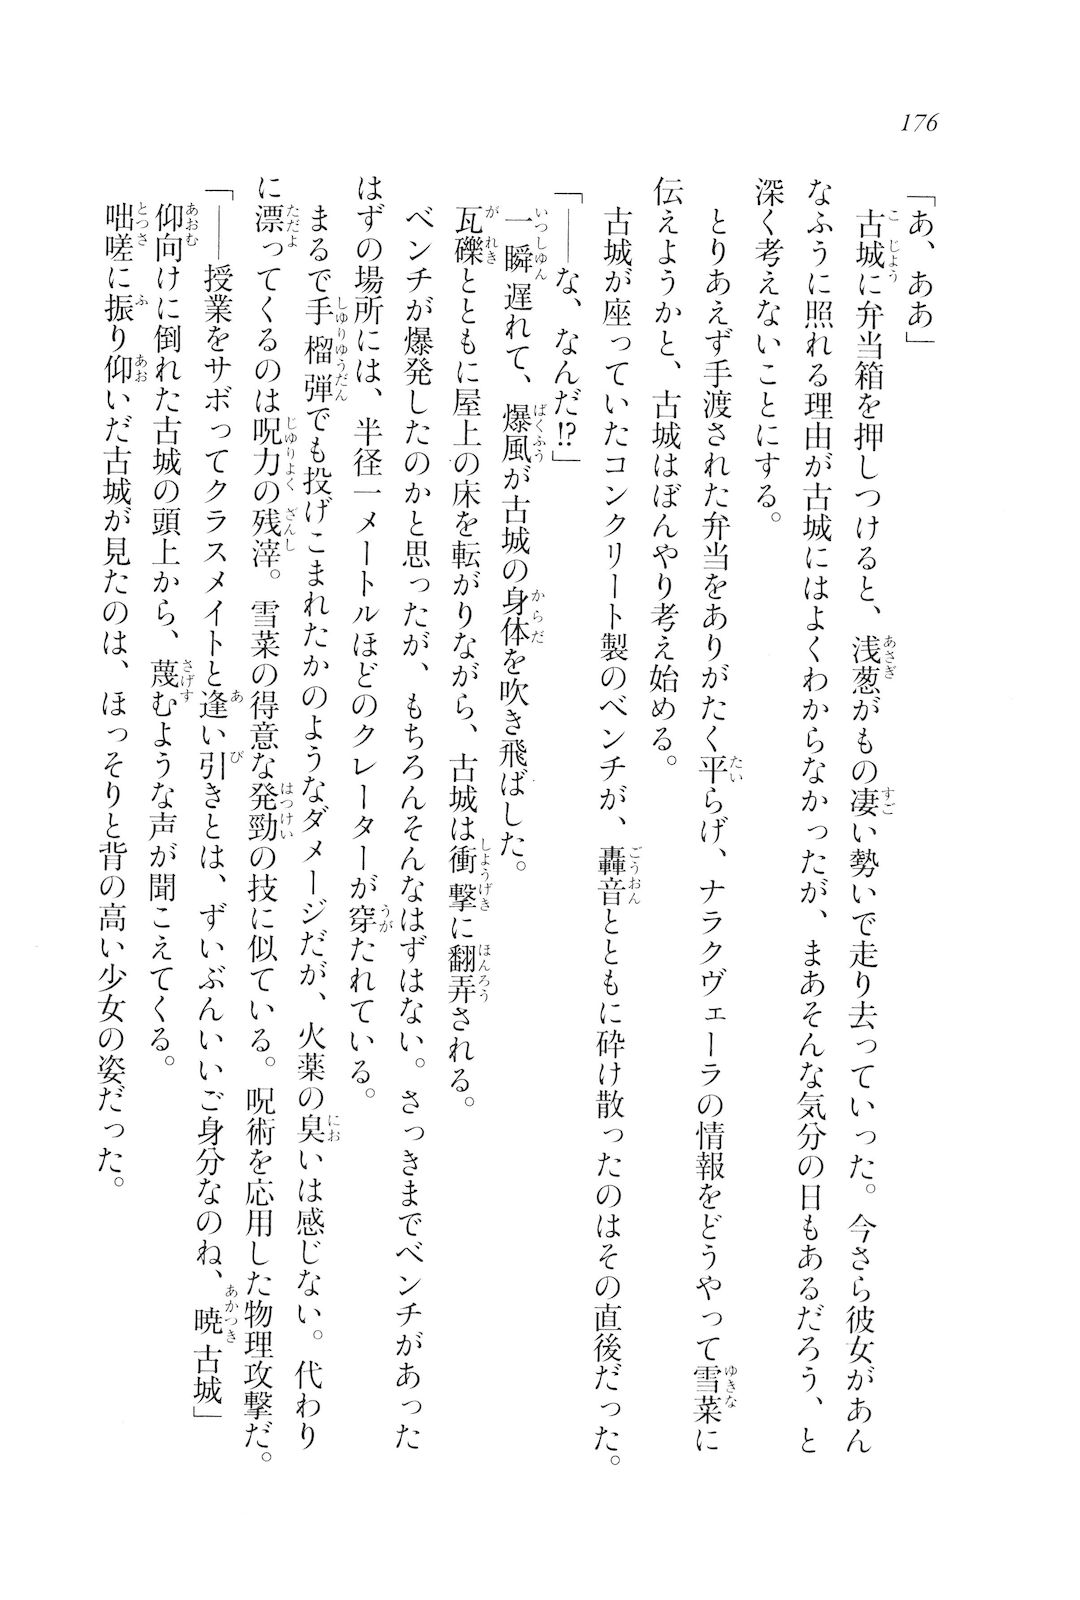 176
「あ、ああ」
古城に弁当箱を押しつけると、浅葱がもの凄い勢いで走り去っていった。今さら彼女があん
なふうに照れる理由が古城にはよくわからなかったが、まあそんな気分の日もあるだろう、と
深く考えないことにする。
とりあえず手渡された弁当をありがたく平らげ、ナラクヴェーラの情報をどうやって雪菜に
伝えようかと、古城はぼんやり考え始める。
古城が座っていたコンクリート製のベンチが、轟音とともに砕け散ったのはその直後だった。
「――な、なんだ!?」
一瞬遅れて、爆風が古城の身体を吹き飛ばした。
瓦礫とともに屋上の床を転がりながら、古城は衝撃に翻弄される。
ベンチが爆発したのかと思ったが、もちろんそんなはずはない。さっきまでベンチがあった
はずの場所には、半径一メートルほどのクレーターが穿たれている。
まるで手榴弾でも投げこまれたかのようなダメージだが、火薬の臭いは感じない。代わり
に漂ってくるのは呪力の残滓。雪菜の得意な発勁の技に似ている。呪術を応用した物理攻撃だ。
「――授業をサボってクラスメイトと逢い引きとは、ずいぶんいいご身分なのね、暁古城」
仰向けに倒れた古城の頭上から、蔑むような声が聞こえてくる。
咄嗟に振り仰いだ古城が見たのは、ほっそりと背の高い少女の姿だった。